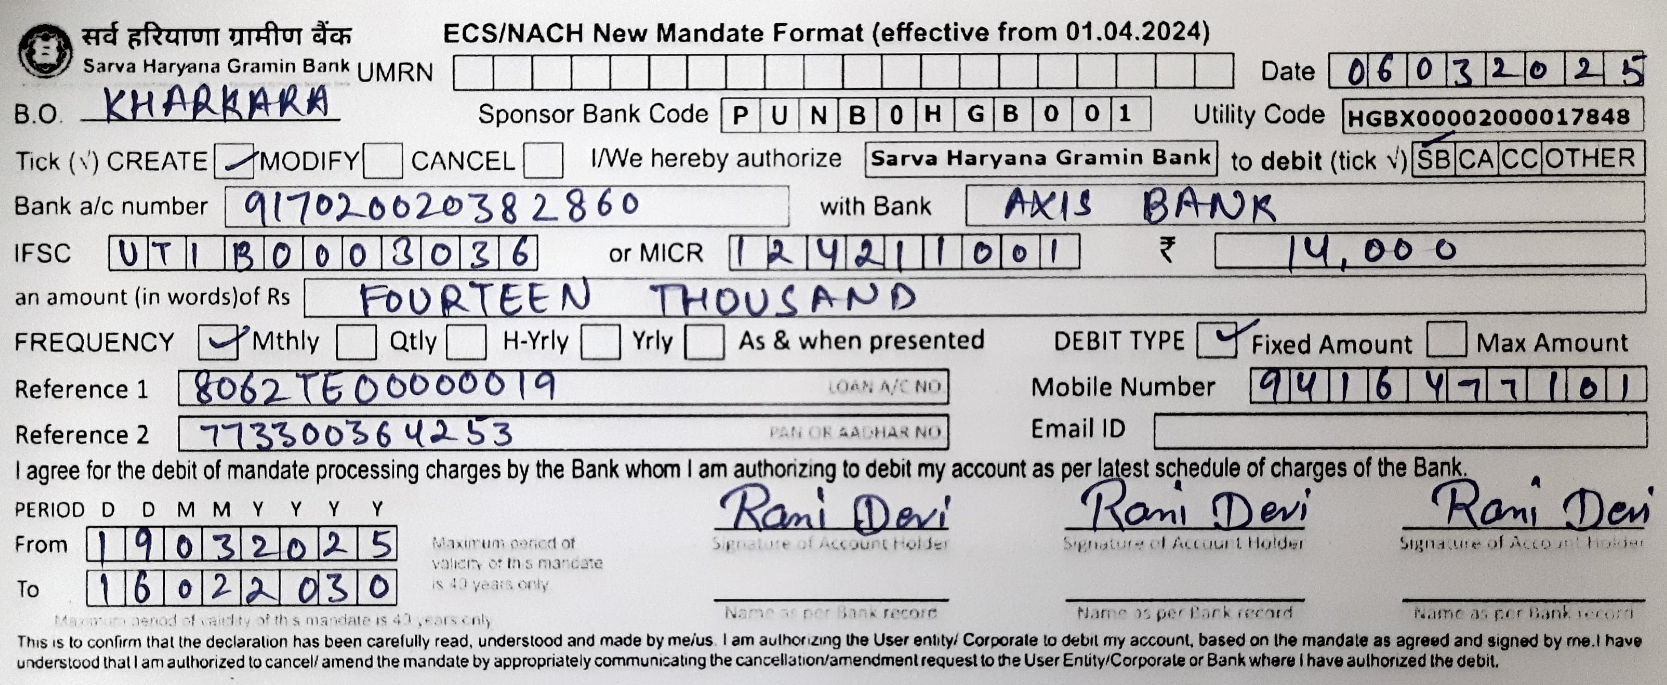 सर्व हरियाणा ग्रामीण बैंक ECS/NACH New Mandate Format (effective from 01.04.2024)
Sarva Haryana Gramin Bank UMRN Date 06032025
B.O. KHARKARA Sponsor Bank Code PUNB0HGB001 Utility Code HGBX00002000017848
Tick (√) CREATE ✓ MODIFY CANCEL I/We hereby authorize Sarva Haryana Gramin Bank to debit (tick √) SB CA CC OTHER
Bank a/c number 917020020382860 with Bank AXIS BANK
IFSC UTIB0003036 or MICR 124211001 ₹ 14,000
an amount (in words)of Rs FOURTEEN THOUSAND
FREQUENCY ✓ Mthly Qtly H-Yrly Yrly As & when presented DEBIT TYPE ✓ Fixed Amount Max Amount
Reference 1 8062TE00000019 LOAN A/C NO Mobile Number 9416477101
Reference 2 773300364253 PAN OR AADHAR NO Email ID
I agree for the debit of mandate processing charges by the Bank whom I am authorizing to debit my account as per latest schedule of charges of the Bank.
PERIOD D D M M Y Y Y Y Rani Devi Rani Devi Rani Devi
From 19032025 Maximum period of validity of this mandate is 40 years only Signature of Account Holder Signature of Account Holder Signature of Account Holder
To 16022030 Name as per Bank record Name as per Bank record Name as per Bank record
Maximum period of validity of this mandate is 40 years only
This is to confirm that the declaration has been carefully read, understood and made by me/us. I am authorizing the User entity/ Corporate to debit my account, based on the mandate as agreed and signed by me.I have
understood that I am authorized to cancel/ amend the mandate by appropriately communicating the cancellation/amendment request to the User Entity/Corporate or Bank where I have authorized the debit.